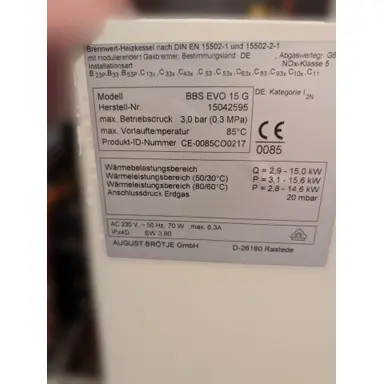 Brennwert-Heizkessel nach DIN EN 15502-1 und 15502-2-1
mit modulierendem Gasbrenner, Bestimmungsland: DE , Abgaswertegr. G6
Installationsart NOx-Klasse 5
B23P,B33,B53P,C13x,C33x,C43x,C53,C53x,C63x,C83,C93x,C10x,C11
Modell BBS EVO 15 G
Herstell-Nr. 15042595
max. Betriebsdruck 3,0 bar (0,3 MPa)
max. Vorlauftemperatur 85°C
Produkt-ID-Nummer CE-0085CO0217
DE: Kategorie I2N
CE
0085
Wärmebelastungsbereich Q = 2,9 - 15,0 kW
Wärmeleistungsbereich (50/30°C) P = 3,1 - 15,6 kW
Wärmeleistungsbereich (80/60°C) P = 2,8 - 14,6 kW
Anschlussdruck Erdgas 20 mbar
AC 230 V, ~ 50 Hz, 70 W ,max. 6,3A
IPx4D SW 3.80
AUGUST BRÖTJE GmbH D-26180 Rastede